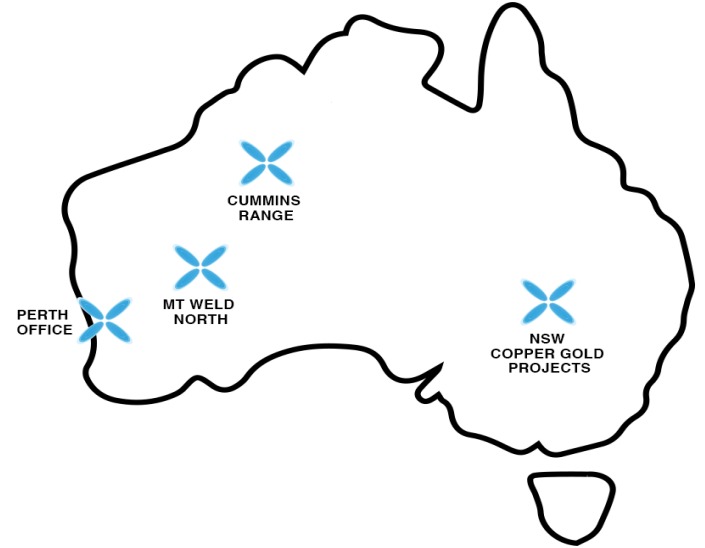 CUMMINS
RANGE
MT WELD
NORTH
PERTH
OFFICE
NSW
COPPER GOLD
PROJECTS